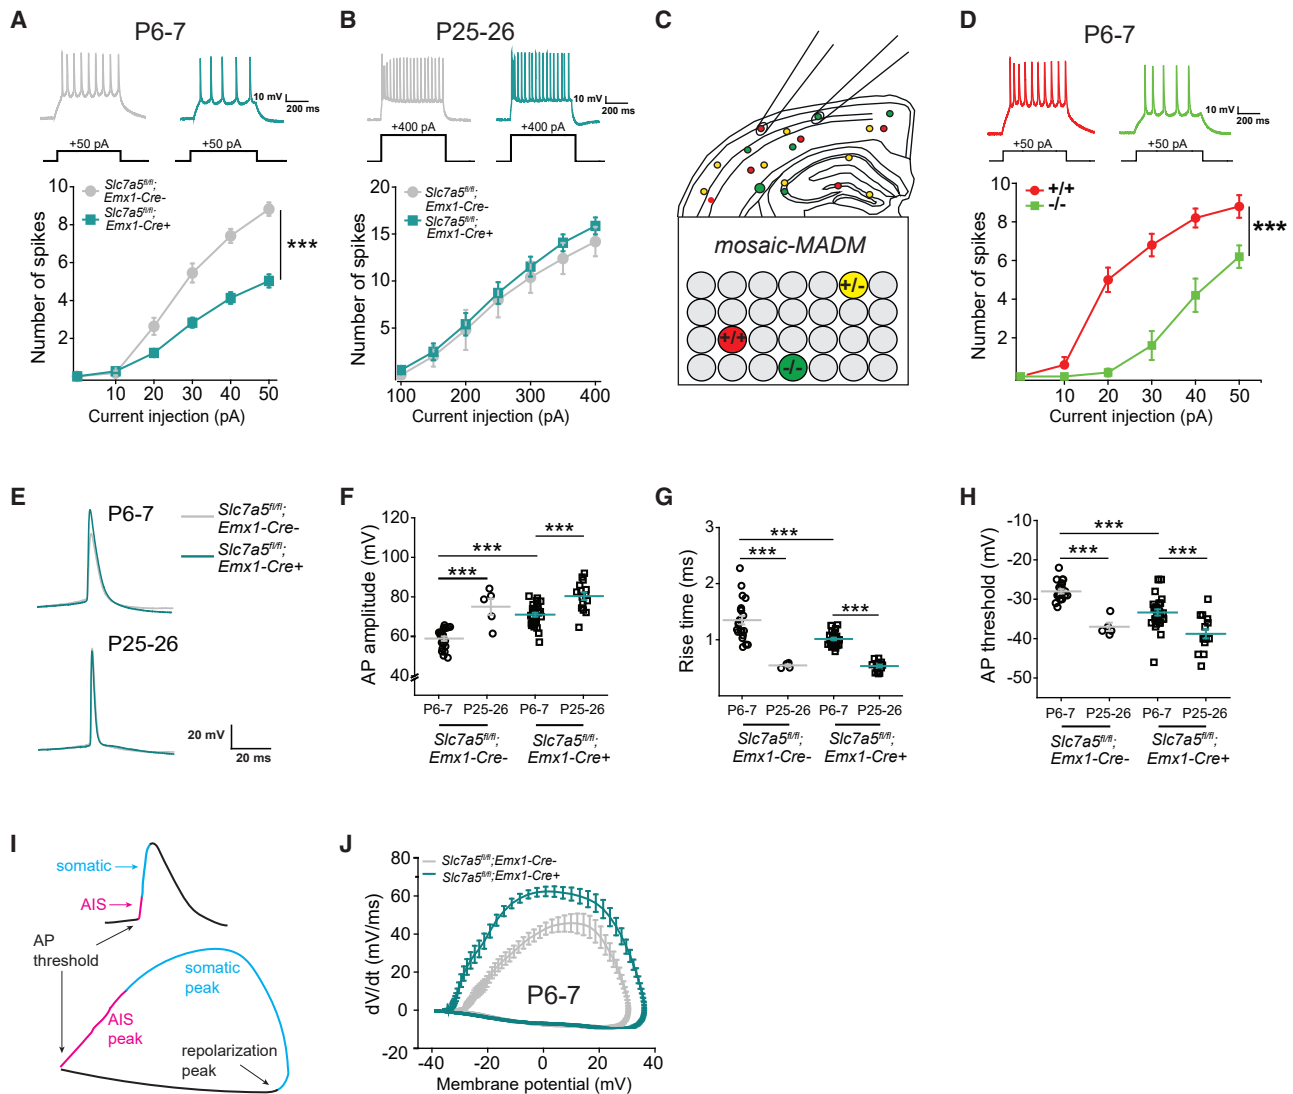 A
P6-7
10 mV
200 ms
+50 pA
+50 pA
Slc7a5fl/fl;
Emx1-Cre-
Slc7a5fl/fl;
Emx1-Cre+
***
10
8
6
4
2
Number of spikes
10
20
30
40
50
Current injection (pA)
B
P25-26
10 mV
200 ms
+400 pA
+400 pA
Slc7a5fl/fl;
Emx1-Cre-
Slc7a5fl/fl;
Emx1-Cre+
20
15
10
5
Number of spikes
100
200
300
400
Current injection (pA)
C
mosaic-MADM
+/-
+/+
-/-
D
P6-7
10 mV
200 ms
+50 pA
+50 pA
+/+
-/-
***
10
8
6
4
2
Number of spikes
10
20
30
40
50
Current injection (pA)
E
P6-7
Slc7a5fl/fl;
Emx1-Cre-
Slc7a5fl/fl;
Emx1-Cre+
P25-26
20 mV
20 ms
F
120
100
80
60
40
AP amplitude (mV)
***
***
***
P6-7
P25-26
P6-7
P25-26
Slc7a5fl/fl;
Emx1-Cre-
Slc7a5fl/fl;
Emx1-Cre+
G
3
2
1
Rise time (ms)
***
***
***
P6-7
P25-26
P6-7
P25-26
Slc7a5fl/fl;
Emx1-Cre-
Slc7a5fl/fl;
Emx1-Cre+
H
-10
-20
-30
-40
-50
AP threshold (mV)
***
***
***
P6-7
P25-26
P6-7
P25-26
Slc7a5fl/fl;
Emx1-Cre-
Slc7a5fl/fl;
Emx1-Cre+
I
somatic
AIS
AP
threshold
somatic
peak
AIS
peak
repolarization
peak
J
Slc7a5fl/fl;Emx1-Cre-
Slc7a5fl/fl;Emx1-Cre+
80
60
40
20
0
-20
dV/dt (mV/ms)
P6-7
-40
-20
0
20
40
Membrane potential (mV)